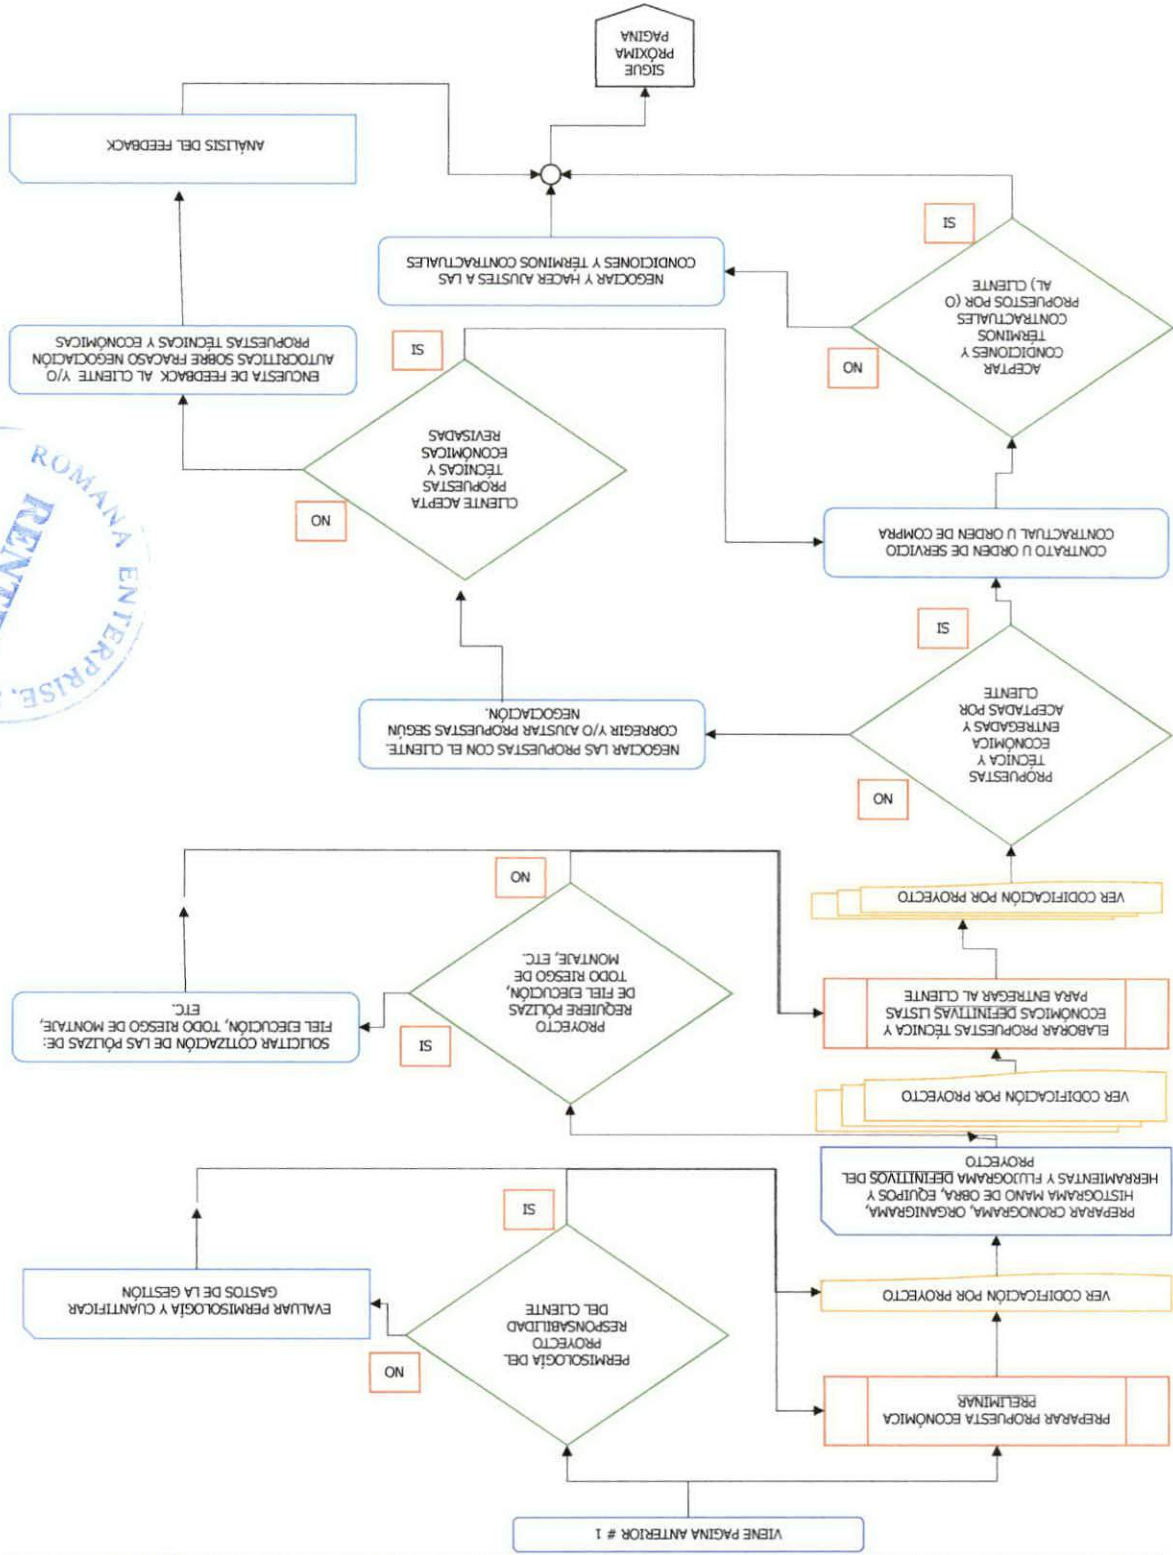 VIENE PAGINA ANTERIOR # 1
PREPARAR PROPUESTA ECONÓMICA
PRELIMINAR
PERMISOLOGÍA DEL
PROYECTO
RESPONSABILIDAD
DEL CLIENTE
NO
EVALUAR PERMISOLOGÍA Y CUANTIFICAR
GASTOS DE LA GESTIÓN
SI
VER CODIFICACIÓN POR PROYECTO
PREPARAR CRONOGRAMA, ORGANIGRAMA,
HISTOGRAMA MANO DE OBRA, EQUIPOS Y
HERRAMIENTAS Y FLUJOGRAMA DEFINITIVOS DEL
PROYECTO
VER CODIFICACIÓN POR PROYECTO
ELABORAR PROPUESTAS TÉCNICA Y
ECONÓMICAS DEFINITIVAS LISTAS
PARA ENTREGAR AL CLIENTE
PROYECTO
REQUIERE POLIZAS
DE FIEL EJECUCIÓN,
TODO RIESGO DE
MONTAJE, ETC.
SI
SOLICITAR COTIZACIÓN DE LAS PÓLIZAS DE:
FIEL EJECUCIÓN, TODO RIESGO DE MONTAJE,
ETC.
NO
VER CODIFICACIÓN POR PROYECTO
PROPUESTAS
TÉCNICA Y
ECONÓMICA
ENTREGADAS Y
ACEPTADAS POR
CLIENTE
NO
NEGOCIAR LAS PROPUESTAS CON EL CLIENTE.
CORREGIR Y/O AJUSTAR PROPUESTAS SEGÚN
NEGOCIACIÓN.
SI
CONTRATO U ORDEN DE SERVICIO
CONTRACTUAL U ORDEN DE COMPRA
CLIENTE ACEPTA
PROPUESTAS
TÉCNICAS Y
ECONÓMICAS
REVISADAS
NO
SI
ENCUESTA DE FEEDBACK AL CLIENTE Y/O
AUTOCRITICAS SOBRE FRACASO NEGOCIACIÓN
PROPUESTAS TÉCNICAS Y ECONÓMICAS
ACEPTAR
CONDICIONES Y
TÉRMINOS
CONTRACTUALES
PROPUESTOS POR (O
AL) CLIENTE
NO
SI
NEGOCIAR Y HACER AJUSTES A LAS
CONDICIONES Y TÉRMINOS CONTRACTUALES
ANÁLISIS DEL FEEDBACK
SIGUE
PRÓXIMA
PAGINA
ROMANA ENTERPRISE,